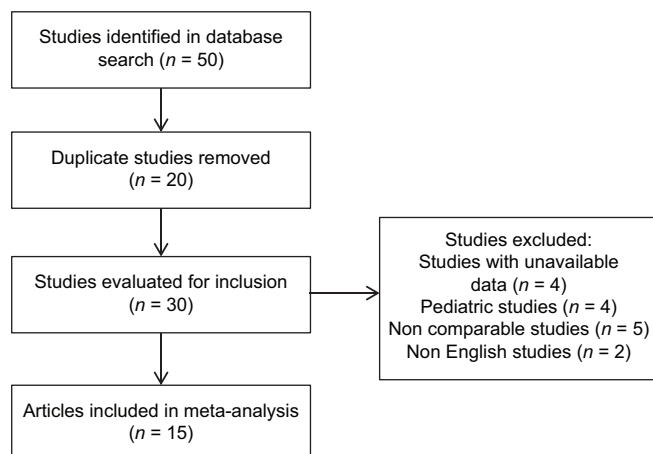 Studies identified in database
search (n = 50)
Duplicate studies removed
(n = 20)
Studies evaluated for inclusion
(n = 30)
Studies excluded:
Studies with unavailable
data (n = 4)
Pediatric studies (n = 4)
Non comparable studies (n = 5)
Non English studies (n = 2)
Articles included in meta-analysis
(n = 15)